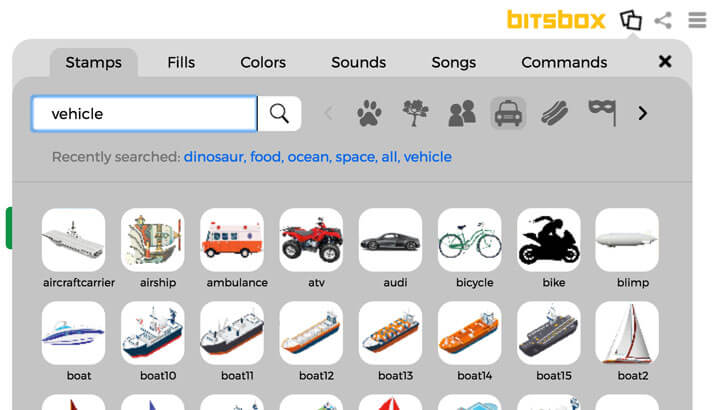 bitsbox
Stamps Fills Colors Sounds Songs Commands
vehicle
Recently searched: dinosaur, food, ocean, space, all, vehicle
aircraftcarrier airship ambulance atv audi bicycle bike blimp
boat boat10 boat11 boat12 boat13 boat14 boat15 boat2